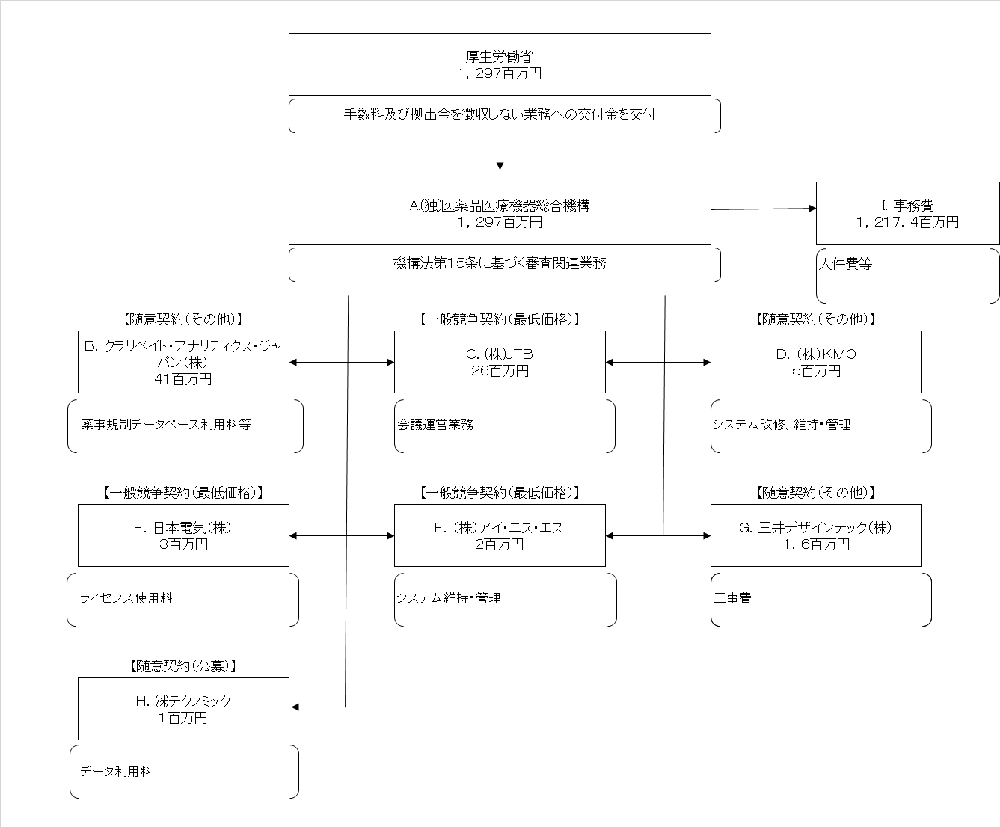 厚生労働省
１，２９７百万円
手数料及び拠出金を徴収しない業務への交付金を交付
A.(独)医薬品医療機器総合機構
１，２９７百万円
I. 事務費
１，２１７．４百万円
機構法第１５条に基づく審査関連業務
人件費等
【随意契約（その他）】
【一般競争契約（最低価格）】
【随意契約（その他）】
Ｂ．クラリベイト・アナリティクス・ジャ
パン（株）
４１百万円
Ｃ．（株）JTB
２６百万円
Ｄ．（株）ＫＭＯ
５百万円
薬事規制データベース利用料等
会議運営業務
システム改修、維持・管理
【一般競争契約（最低価格）】
【一般競争契約（最低価格）】
【随意契約（その他）】
Ｅ．日本電気（株）
３百万円
Ｆ．（株）アイ・エス・エス
２百万円
Ｇ．三井デザインテック（株）
１．６百万円
ライセンス使用料
システム維持・管理
工事費
【随意契約（公募）】
Ｈ．㈱テクノミック
１百万円
データ利用料